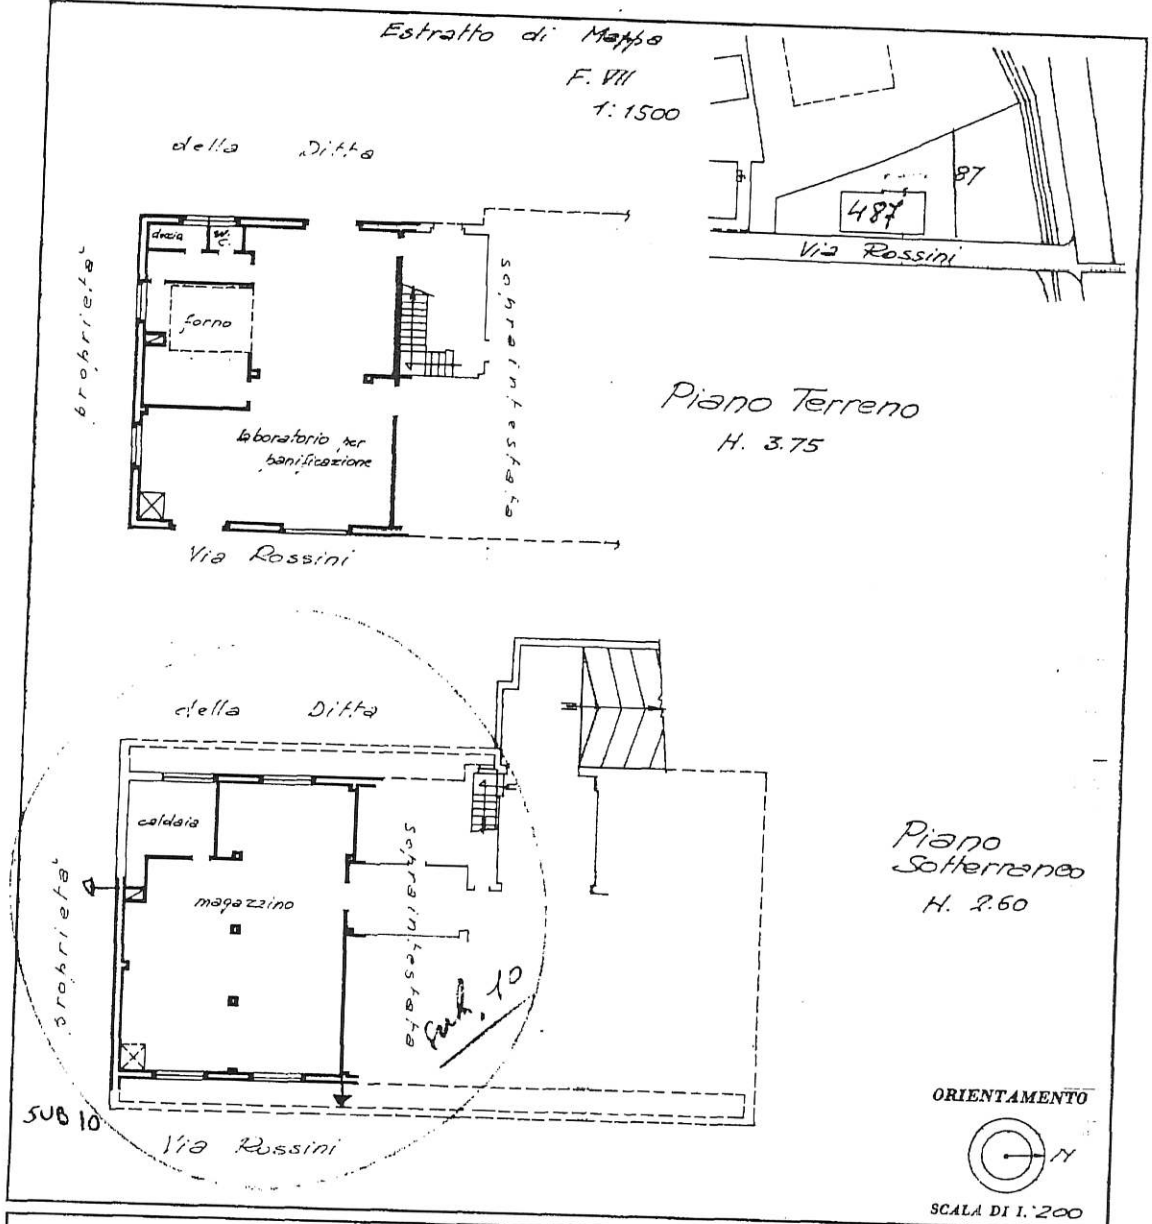 Estratto di Mappa
F. VII
1:1500
87
487
Via Rossini
della Ditta
proprietà
doccia
W.C.
forno
laboratorio per
panificazione
sopraintestata
Via Rossini
Piano Terreno
H. 3.75
della Ditta
proprietà
caldaia
magazzino
sopraintestata
Sub. 10
Piano
Sotterraneo
H. 2.60
SUB 10
Via Rossini
ORIENTAMENTO
N
SCALA DI 1:200